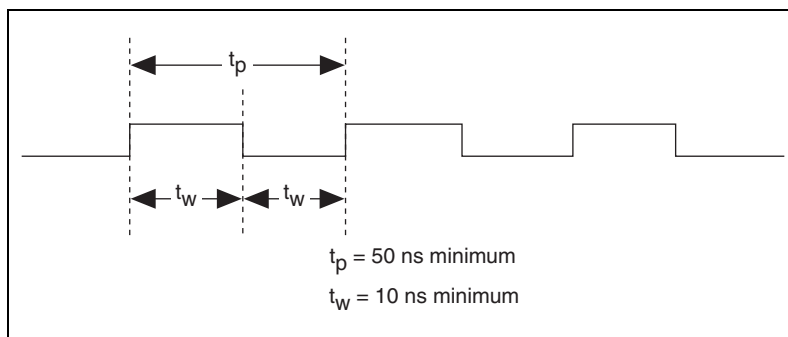 tp
tw tw
tp = 50 ns minimum
tw = 10 ns minimum